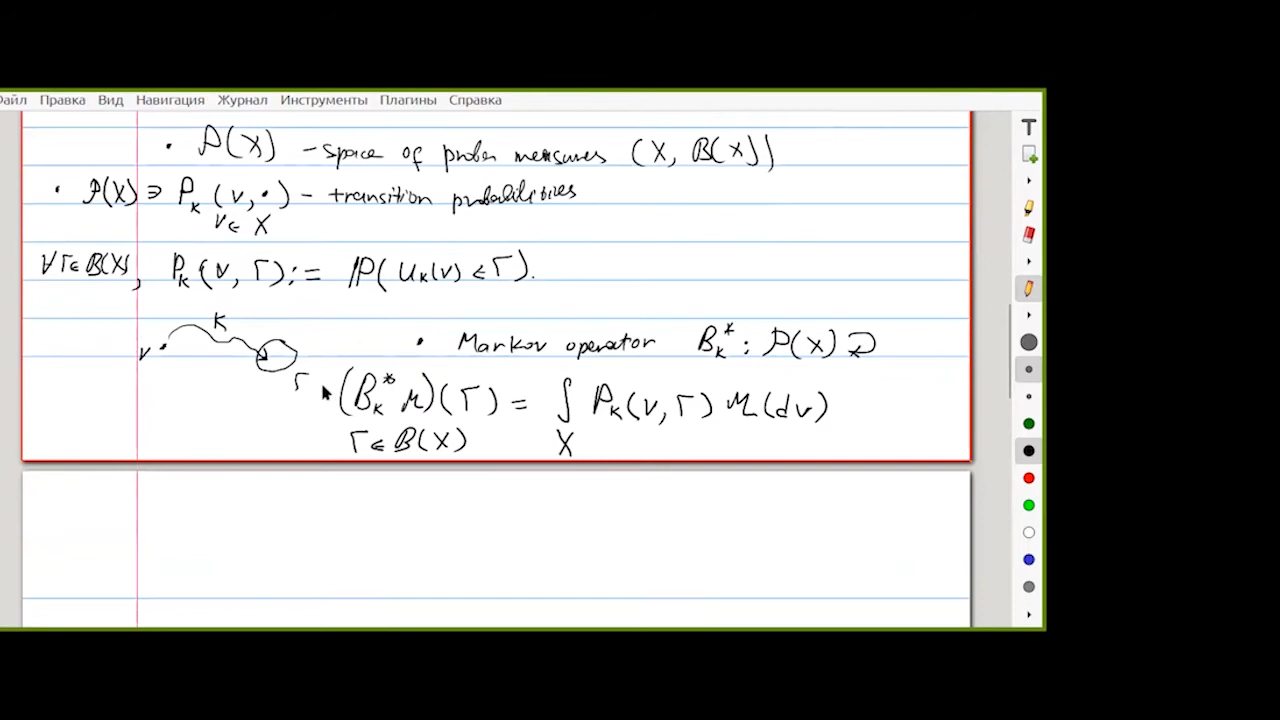 Файл Правка Вид Навигация Журнал Инструменты Плагины Справка
• P(X) - space of prob measures (X, B(X))
• P(X) ∋ P_k (v, •) - transition probabilities
v ∈ X
∀Γ∈B(X), P_k (v, Γ) := ℙ( u_k(v) ∈ Γ).
v k Γ
• Markov operator B_k^* : P(X) ⊋
(B_k^* μ)(Γ) = ∫ P_k(v, Γ) μ(dv)
Γ ∈ B(X) X